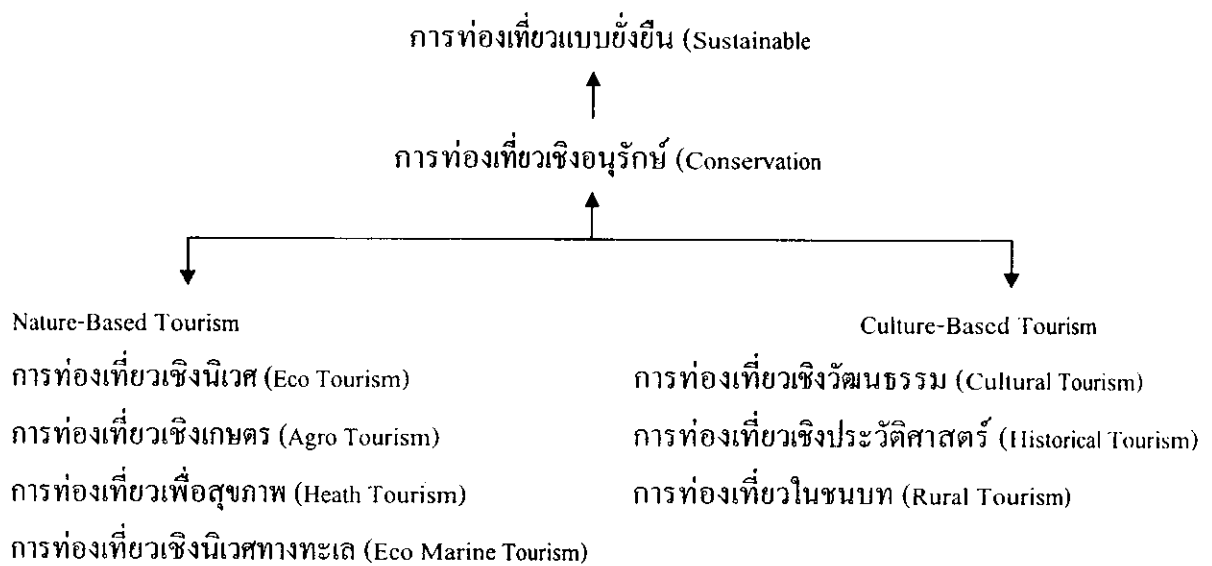 การท่องเที่ยวแบบยั่งยืน (Sustainable
การท่องเที่ยวเชิงอนุรักษ์ (Conservation
Nature-Based Tourism
Culture-Based Tourism
การท่องเที่ยวเชิงนิเวศ (Eco Tourism)
การท่องเที่ยวเชิงวัฒนธรรม (Cultural Tourism)
การท่องเที่ยวเชิงเกษตร (Agro Tourism)
การท่องเที่ยวเชิงประวัติศาสตร์ (Historical Tourism)
การท่องเที่ยวเพื่อสุขภาพ (Heath Tourism)
การท่องเที่ยวในชนบท (Rural Tourism)
การท่องเที่ยวเชิงนิเวศทางทะเล (Eco Marine Tourism)